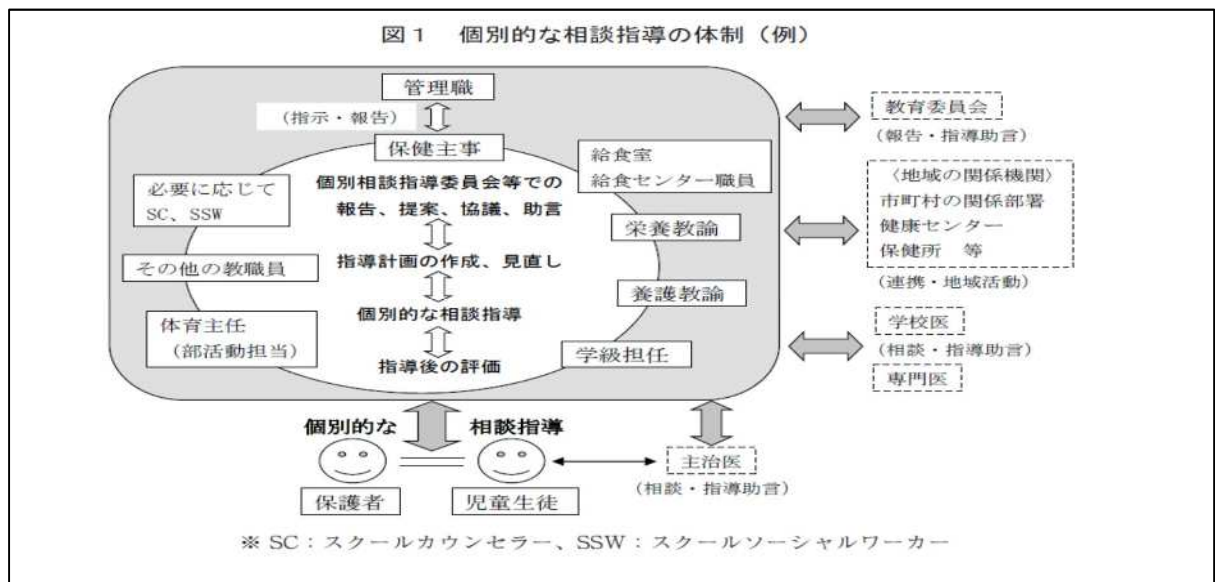 図1 個別的な相談指導の体制(例)
管理職
(指示・報告)
保健主事
個別相談指導委員会等での
報告、提案、協議、助言
指導計画の作成、見直し
個別的な相談指導
指導後の評価
必要に応じて
SC、SSW
その他の教職員
体育主任
(部活動担当)
給食室
給食センター職員
栄養教諭
養護教諭
学級担任
教育委員会
(報告・指導助言)
〈地域の関係機関〉
市町村の関係部署
健康センター
保健所 等
(連携・地域活動)
学校医
(相談・指導助言)
専門医
個別的な 相談指導
保護者
児童生徒
主治医
(相談・指導助言)
※ SC:スクールカウンセラー、SSW:スクールソーシャルワーカー